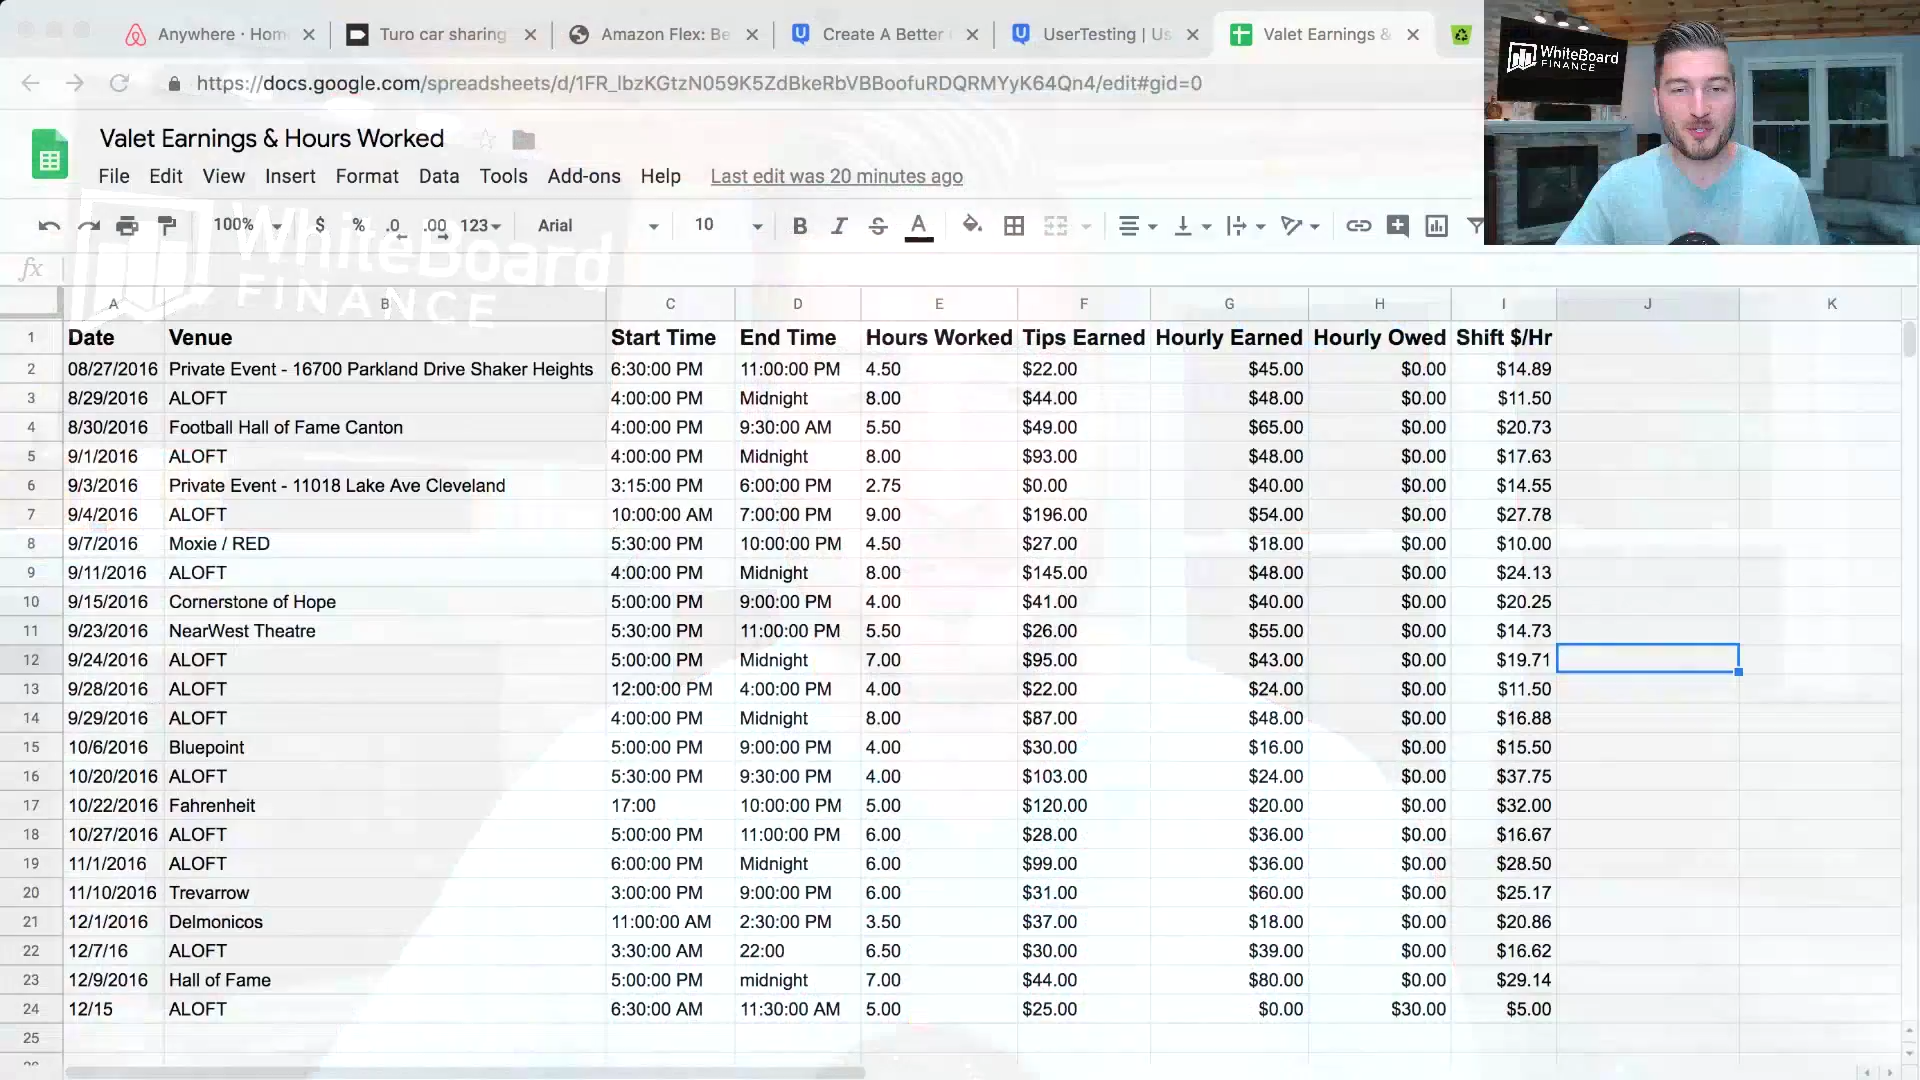 Anywhere · Hom
Turo car sharing
Amazon Flex: Be
Create A Better
UserTesting | Us
Valet Earnings &
https://docs.google.com/spreadsheets/d/1FR_lbzKGtzN059K5ZdBkeRbVBBoofuRDQRMYyK64Qn4/edit#gid=0
WhiteBoard
FINANCE
Valet Earnings & Hours Worked
File Edit View Insert Format Data Tools Add-ons Help Last edit was 20 minutes ago
100% $ % .0 .00 123 Arial 10 B I S A
WhiteBoard
FINANCE
fx
A B C D E F G H I J K
1 Date Venue Start Time End Time Hours Worked Tips Earned Hourly Earned Hourly Owed Shift $/Hr
2 08/27/2016 Private Event - 16700 Parkland Drive Shaker Heights 6:30:00 PM 11:00:00 PM 4.50 $22.00 $45.00 $0.00 $14.89
3 8/29/2016 ALOFT 4:00:00 PM Midnight 8.00 $44.00 $48.00 $0.00 $11.50
4 8/30/2016 Football Hall of Fame Canton 4:00:00 PM 9:30:00 AM 5.50 $49.00 $65.00 $0.00 $20.73
5 9/1/2016 ALOFT 4:00:00 PM Midnight 8.00 $93.00 $48.00 $0.00 $17.63
6 9/3/2016 Private Event - 11018 Lake Ave Cleveland 3:15:00 PM 6:00:00 PM 2.75 $0.00 $40.00 $0.00 $14.55
7 9/4/2016 ALOFT 10:00:00 AM 7:00:00 PM 9.00 $196.00 $54.00 $0.00 $27.78
8 9/7/2016 Moxie / RED 5:30:00 PM 10:00:00 PM 4.50 $27.00 $18.00 $0.00 $10.00
9 9/11/2016 ALOFT 4:00:00 PM Midnight 8.00 $145.00 $48.00 $0.00 $24.13
10 9/15/2016 Cornerstone of Hope 5:00:00 PM 9:00:00 PM 4.00 $41.00 $40.00 $0.00 $20.25
11 9/23/2016 NearWest Theatre 5:30:00 PM 11:00:00 PM 5.50 $26.00 $55.00 $0.00 $14.73
12 9/24/2016 ALOFT 5:00:00 PM Midnight 7.00 $95.00 $43.00 $0.00 $19.71
13 9/28/2016 ALOFT 12:00:00 PM 4:00:00 PM 4.00 $22.00 $24.00 $0.00 $11.50
14 9/29/2016 ALOFT 4:00:00 PM Midnight 8.00 $87.00 $48.00 $0.00 $16.88
15 10/6/2016 Bluepoint 5:00:00 PM 9:00:00 PM 4.00 $30.00 $16.00 $0.00 $15.50
16 10/20/2016 ALOFT 5:30:00 PM 9:30:00 PM 4.00 $103.00 $24.00 $0.00 $37.75
17 10/22/2016 Fahrenheit 17:00 10:00:00 PM 5.00 $120.00 $20.00 $0.00 $32.00
18 10/27/2016 ALOFT 5:00:00 PM 11:00:00 PM 6.00 $28.00 $36.00 $0.00 $16.67
19 11/1/2016 ALOFT 6:00:00 PM Midnight 6.00 $99.00 $36.00 $0.00 $28.50
20 11/10/2016 Trevarrow 3:00:00 PM 9:00:00 PM 6.00 $31.00 $60.00 $0.00 $25.17
21 12/1/2016 Delmonicos 11:00:00 AM 2:30:00 PM 3.50 $37.00 $18.00 $0.00 $20.86
22 12/7/16 ALOFT 3:30:00 AM 22:00 6.50 $30.00 $39.00 $0.00 $16.62
23 12/9/2016 Hall of Fame 5:00:00 PM midnight 7.00 $44.00 $80.00 $0.00 $29.14
24 12/15 ALOFT 6:30:00 AM 11:30:00 AM 5.00 $25.00 $0.00 $30.00 $5.00
25